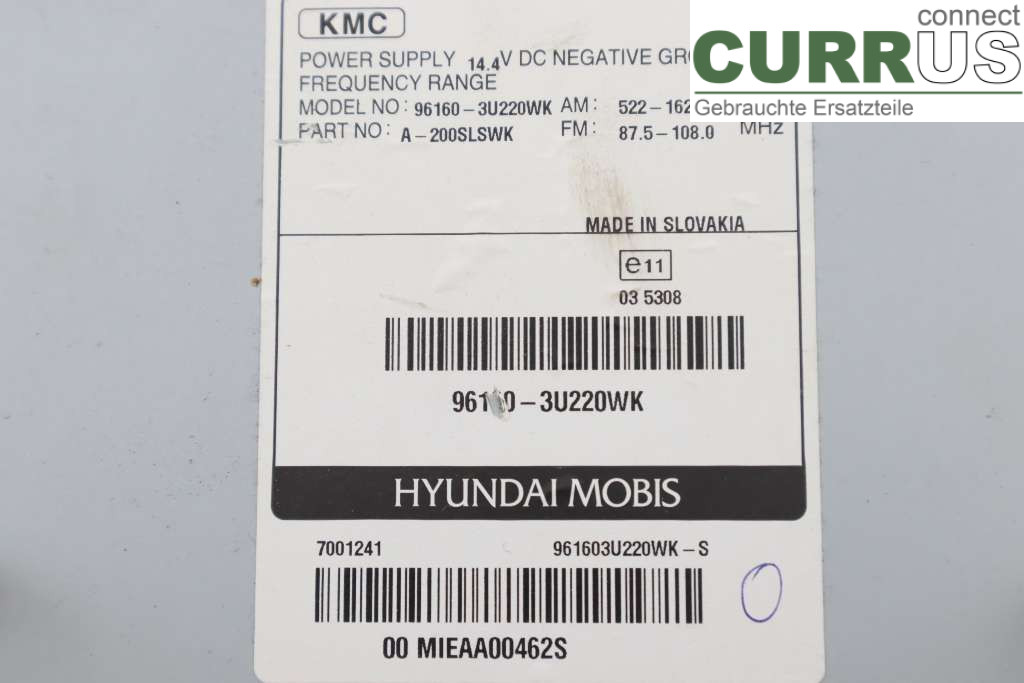 connect
CURRUS
Gebrauchte Ersatzteile
KMC
POWER SUPPLY 14.4V DC NEGATIVE
FREQUENCY RANGE
MODEL NO: 96160-3U220WK AM: 522-162
PART NO: A-200SLSWK FM: 87.5-108.0 MHz
MADE IN SLOVAKIA
e11
03 5308
96160-3U220WK
HYUNDAI MOBIS
7001241 961603U220WK-S
00 MIEAA00462S